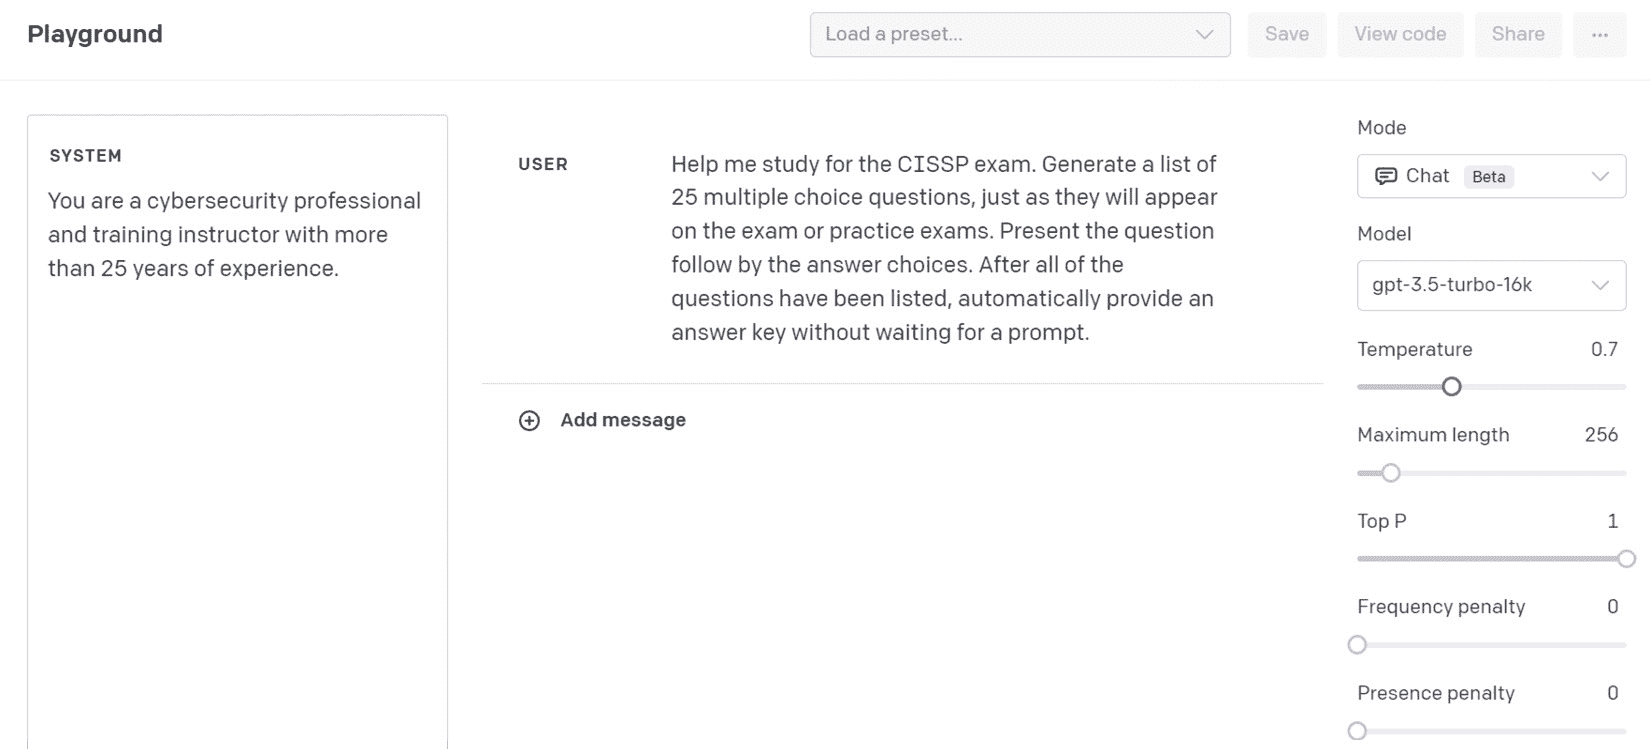 Playground
Load a preset...
Save
View code
Share
...
SYSTEM
You are a cybersecurity professional
and training instructor with more
than 25 years of experience.
USER
Help me study for the CISSP exam. Generate a list of
25 multiple choice questions, just as they will appear
on the exam or practice exams. Present the question
follow by the answer choices. After all of the
questions have been listed, automatically provide an
answer key without waiting for a prompt.
Add message
Mode
Chat Beta
Model
gpt-3.5-turbo-16k
Temperature 0.7
Maximum length 256
Top P 1
Frequency penalty 0
Presence penalty 0